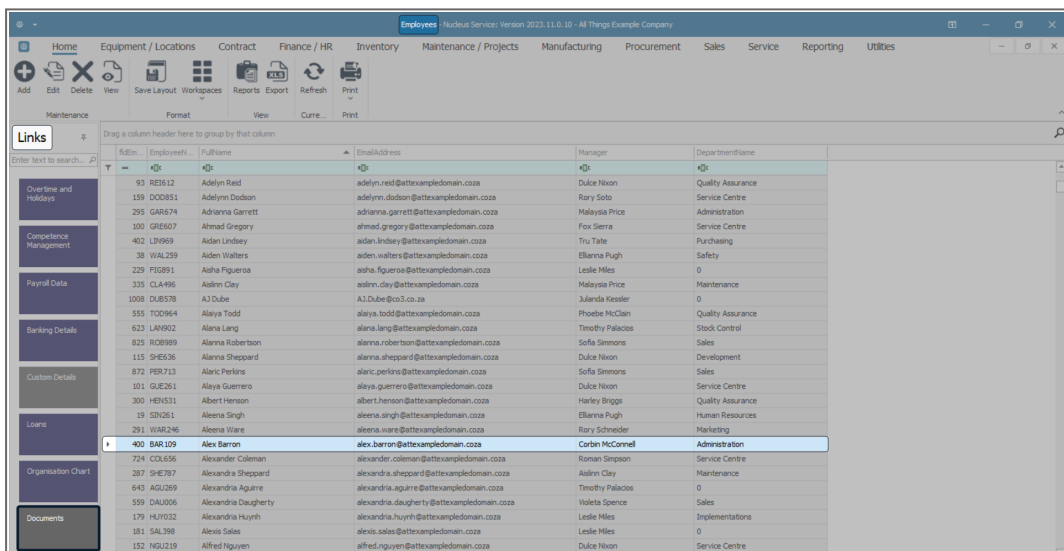 Employees - Nucleus Service: Version 2023.11.0.10 - All Things Example Company
Home Equipment / Locations Contract Finance / HR Inventory Maintenance / Projects Manufacturing Procurement Sales Service Reporting Utilities
Add Edit Delete View Save Layout Workspaces Reports Export Refresh Print
Maintenance Format View Curre... Print
Links
Drag a column header here to group by that column
Enter text to search...
fldEm... EmployeeN... FullName EmailAddress Manager DepartmentName
93 REI612 Adelyn Reid adelyn.reid@attexampledomain.coza Dulce Nixon Quality Assurance
159 DOD851 Adelynn Dodson adelynn.dodson@attexampledomain.coza Rory Soto Service Centre
295 GAR674 Adrianna Garrett adrianna.garrett@attexampledomain.coza Malaysia Price Administration
100 GRE607 Ahmad Gregory ahmad.gregory@attexampledomain.coza Fox Sierra Service Centre
402 LIN969 Aidan Lindsey aidan.lindsey@attexampledomain.coza Tru Tate Purchasing
38 WAL259 Aiden Walters aiden.walters@attexampledomain.coza Ellianna Pugh Safety
229 FIG891 Aisha Figueroa aisha.figueroa@attexampledomain.coza Leslie Miles 0
335 CLA496 Aislinn Clay aislinn.clay@attexampledomain.coza Malaysia Price Maintenance
1008 DUB578 AJ Dube AJ.Dube@co3.co.za Julanda Kessler 0
555 TOD964 Alaiya Todd alaiya.todd@attexampledomain.coza Phoebe McClain Quality Assurance
623 LAN902 Alana Lang alana.lang@attexampledomain.coza Timothy Palacios Stock Control
825 ROB989 Alanna Robertson alanna.robertson@attexampledomain.coza Sofia Simmons Sales
115 SHE636 Alanna Sheppard alanna.sheppard@attexampledomain.coza Dulce Nixon Development
872 PER713 Alaric Perkins alaric.perkins@attexampledomain.coza Sofia Simmons Sales
101 GUE261 Alaya Guerrero alaya.guerrero@attexampledomain.coza Dulce Nixon Service Centre
300 HEN531 Albert Henson albert.henson@attexampledomain.coza Harley Briggs Quality Assurance
19 SIN261 Aleena Singh aleena.singh@attexampledomain.coza Ellianna Pugh Human Resources
291 WAR246 Aleena Ware aleena.ware@attexampledomain.coza Rory Schneider Marketing
400 BAR109 Alex Barron alex.barron@attexampledomain.coza Corbin McConnell Administration
724 COL656 Alexander Coleman alexander.coleman@attexampledomain.coza Roman Simpson Service Centre
287 SHE787 Alexandra Sheppard alexandra.sheppard@attexampledomain.coza Aislinn Clay Maintenance
643 AGU269 Alexandria Aguirre alexandria.aguirre@attexampledomain.coza Timothy Palacios 0
559 DAU006 Alexandria Daugherty alexandria.daugherty@attexampledomain.coza Violeta Spence Sales
179 HUY032 Alexandria Huynh alexandria.huynh@attexampledomain.coza Leslie Miles Implementations
181 SAL398 Alexis Salas alexis.salas@attexampledomain.coza Leslie Miles 0
152 NGU219 Alfred Nguyen alfred.nguyen@attexampledomain.coza Dulce Nixon Service Centre
Overtime and
Holidays
Competence
Management
Payroll Data
Banking Details
Custom Details
Loans
Organisation Chart
Documents